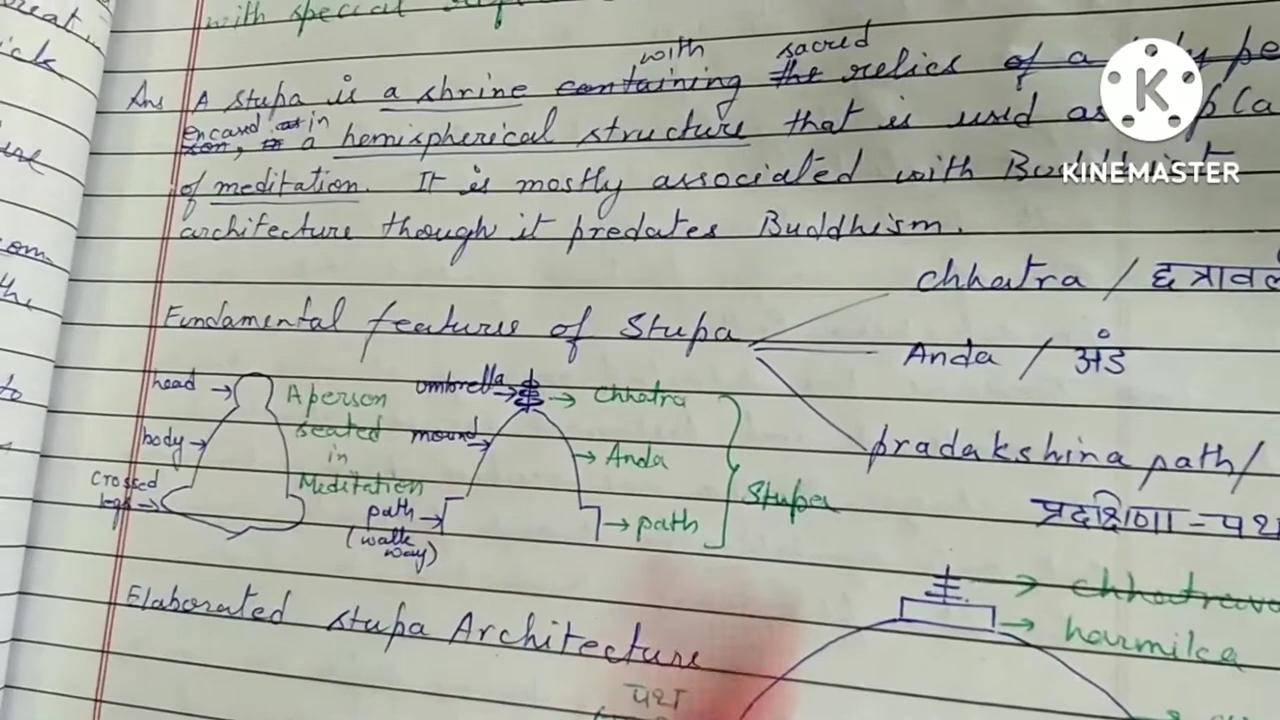 with special
Ans A stupa is a shrine containing with the sacred relics of a
encased as in a hemispherical structure that is used as
of meditation. It is mostly associated with Buddhist
architecture though it predates Buddhism.
Fundamental features of Stupa
chhatra / छत्रावली
Anda / अंड
pradakshina path/
प्रदक्षिणा-पथ
head
body
crossed legs
A person
seated
in
Meditation
umbrella
mound
path
(walk way)
Chhatra
Anda
path
Stupa
Elaborated stupa Architecture
harmika
पथ
K
KINEMASTER